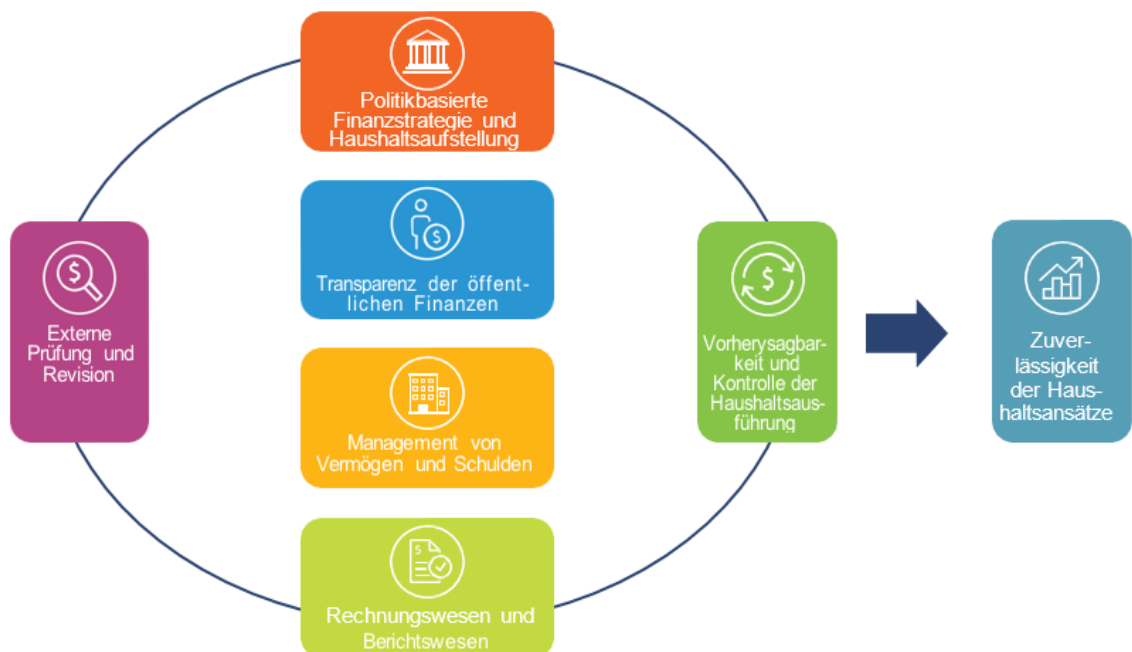 Politikbasierte
Finanzstrategie und
Haushaltsaufstellung
$
Transparenz der öffent-
lichen Finanzen
$
Externe
Prüfung und
Revision
$
Vorherysagbar-
keit und
Kontrolle der
Haushaltsaus-
führung
Zuver-
lässigkeit
der Haus-
haltsansätze
Management von
Vermögen und Schulden
$
Rechnungswesen und
Berichtswesen